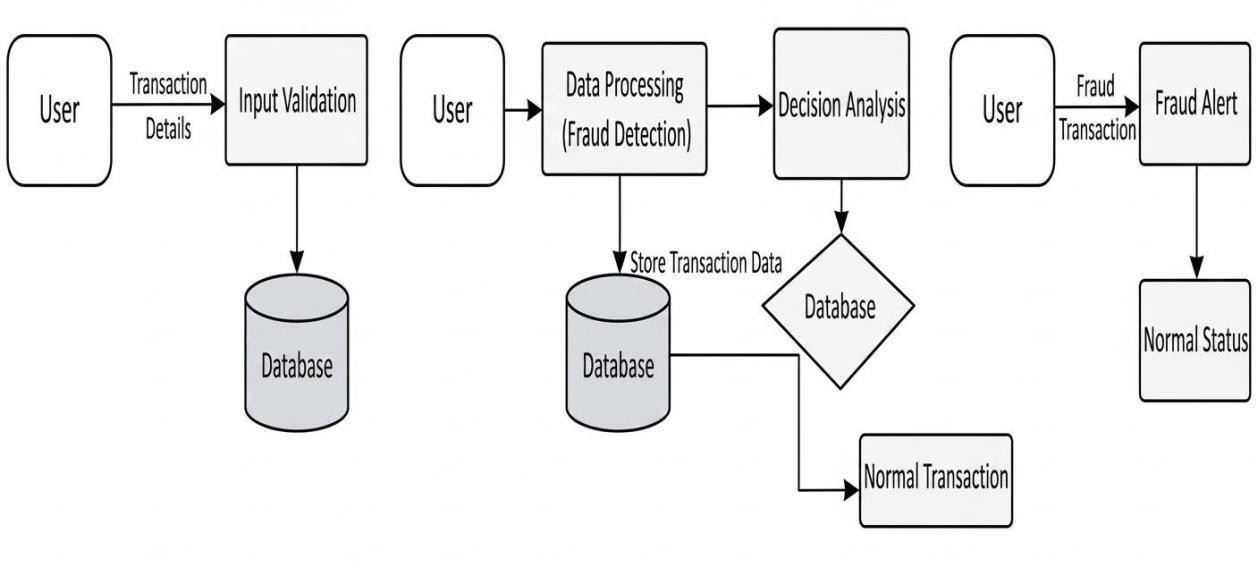 User
Transaction
Details
Input Validation
Database
User
Data Processing
(Fraud Detection)
Decision Analysis
Store Transaction Data
Database
Database
Normal Transaction
User
Fraud
Transaction
Fraud Alert
Normal Status